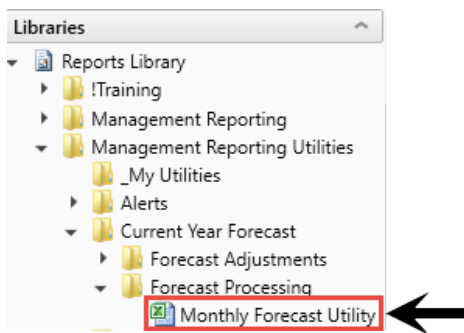 Libraries
Reports Library
!Training
Management Reporting
Management Reporting Utilities
_My Utilities
Alerts
Current Year Forecast
Forecast Adjustments
Forecast Processing
Monthly Forecast Utility